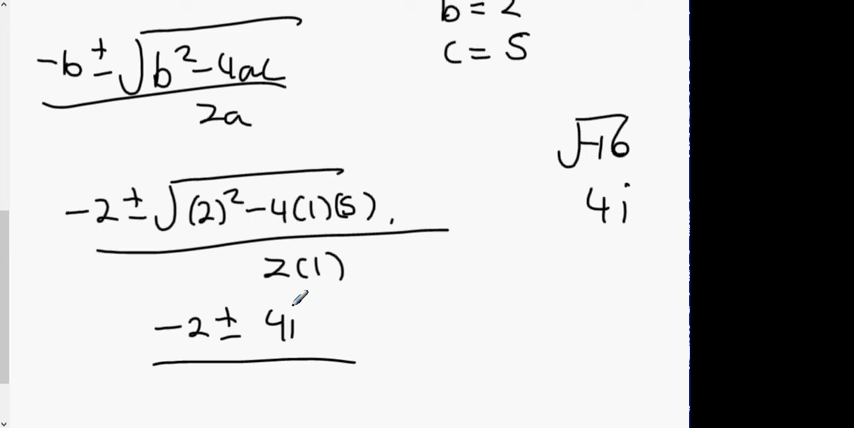 b = 2
c = 5
-b ± √b² - 4ac
2a
√-16
4i
-2 ± √(2)² - 4(1)(5) .
2(1)
-2 ± 4i